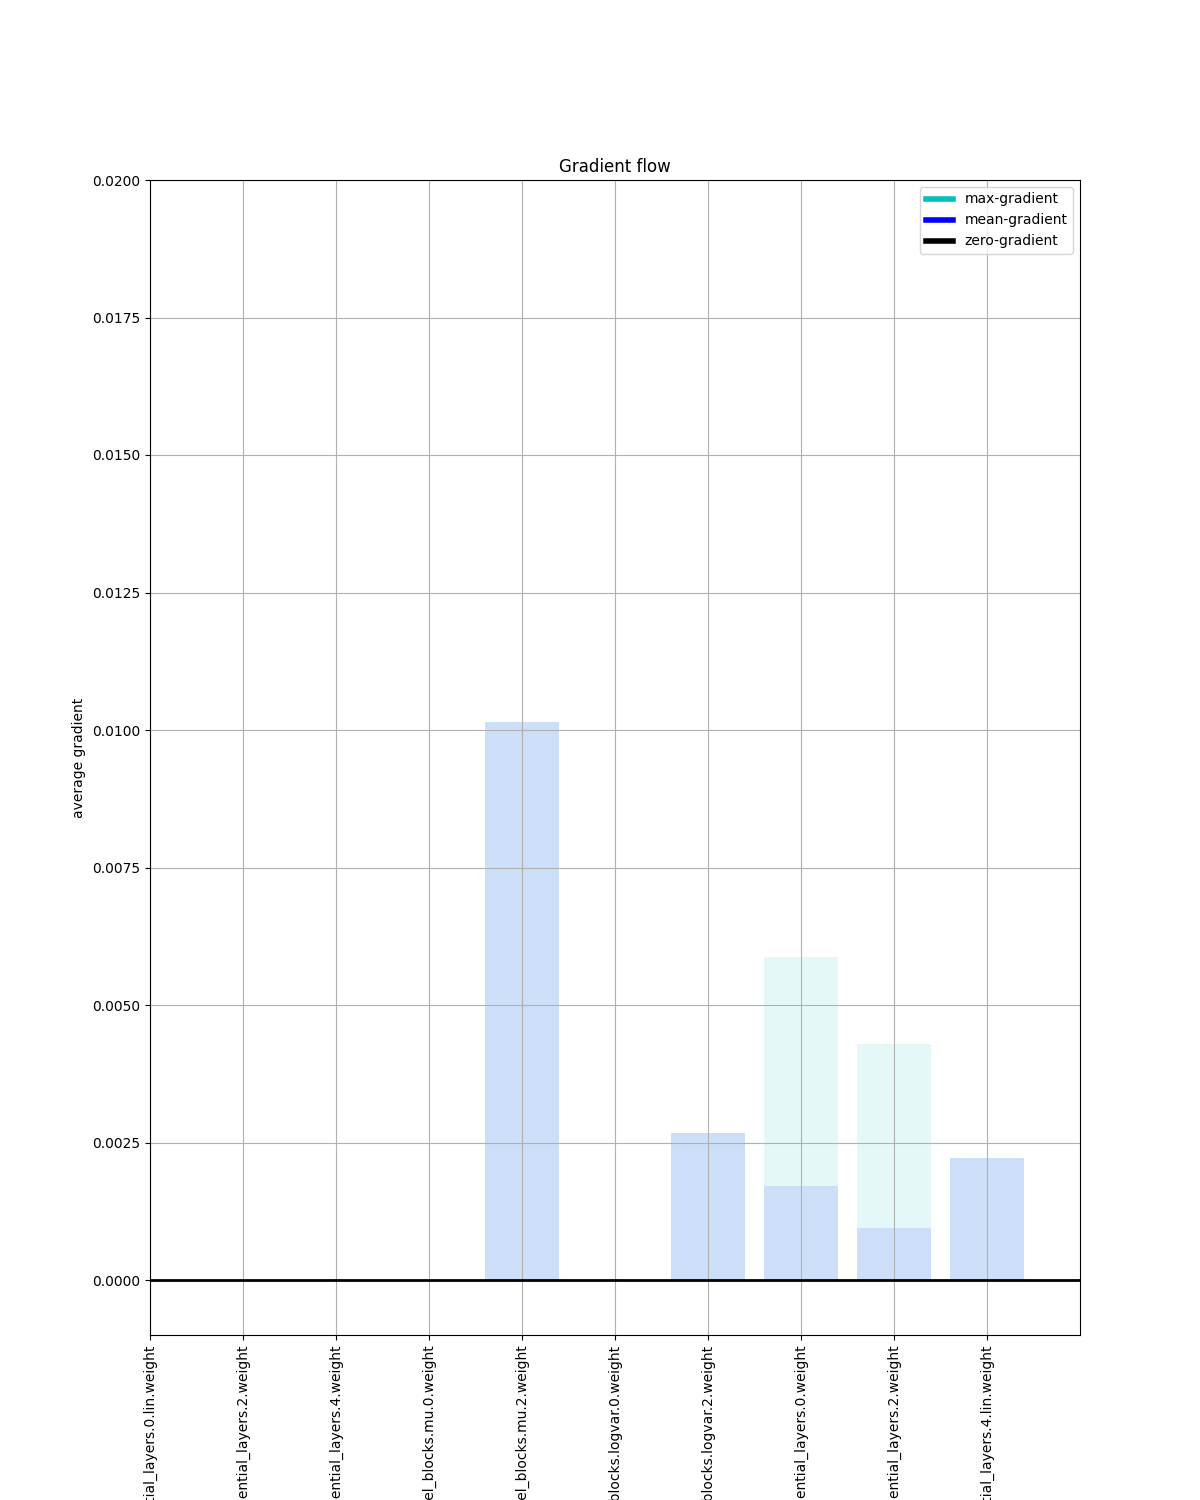 Gradient flow
max-gradient
mean-gradient
zero-gradient
average gradient
0.0200
0.0175
0.0150
0.0125
0.0100
0.0075
0.0050
0.0025
0.0000
tial_layers.0.lin.weight
ential_layers.2.weight
ential_layers.4.weight
el_blocks.mu.0.weight
el_blocks.mu.2.weight
blocks.logvar.0.weight
blocks.logvar.2.weight
ential_layers.0.weight
ential_layers.2.weight
tial_layers.4.lin.weight